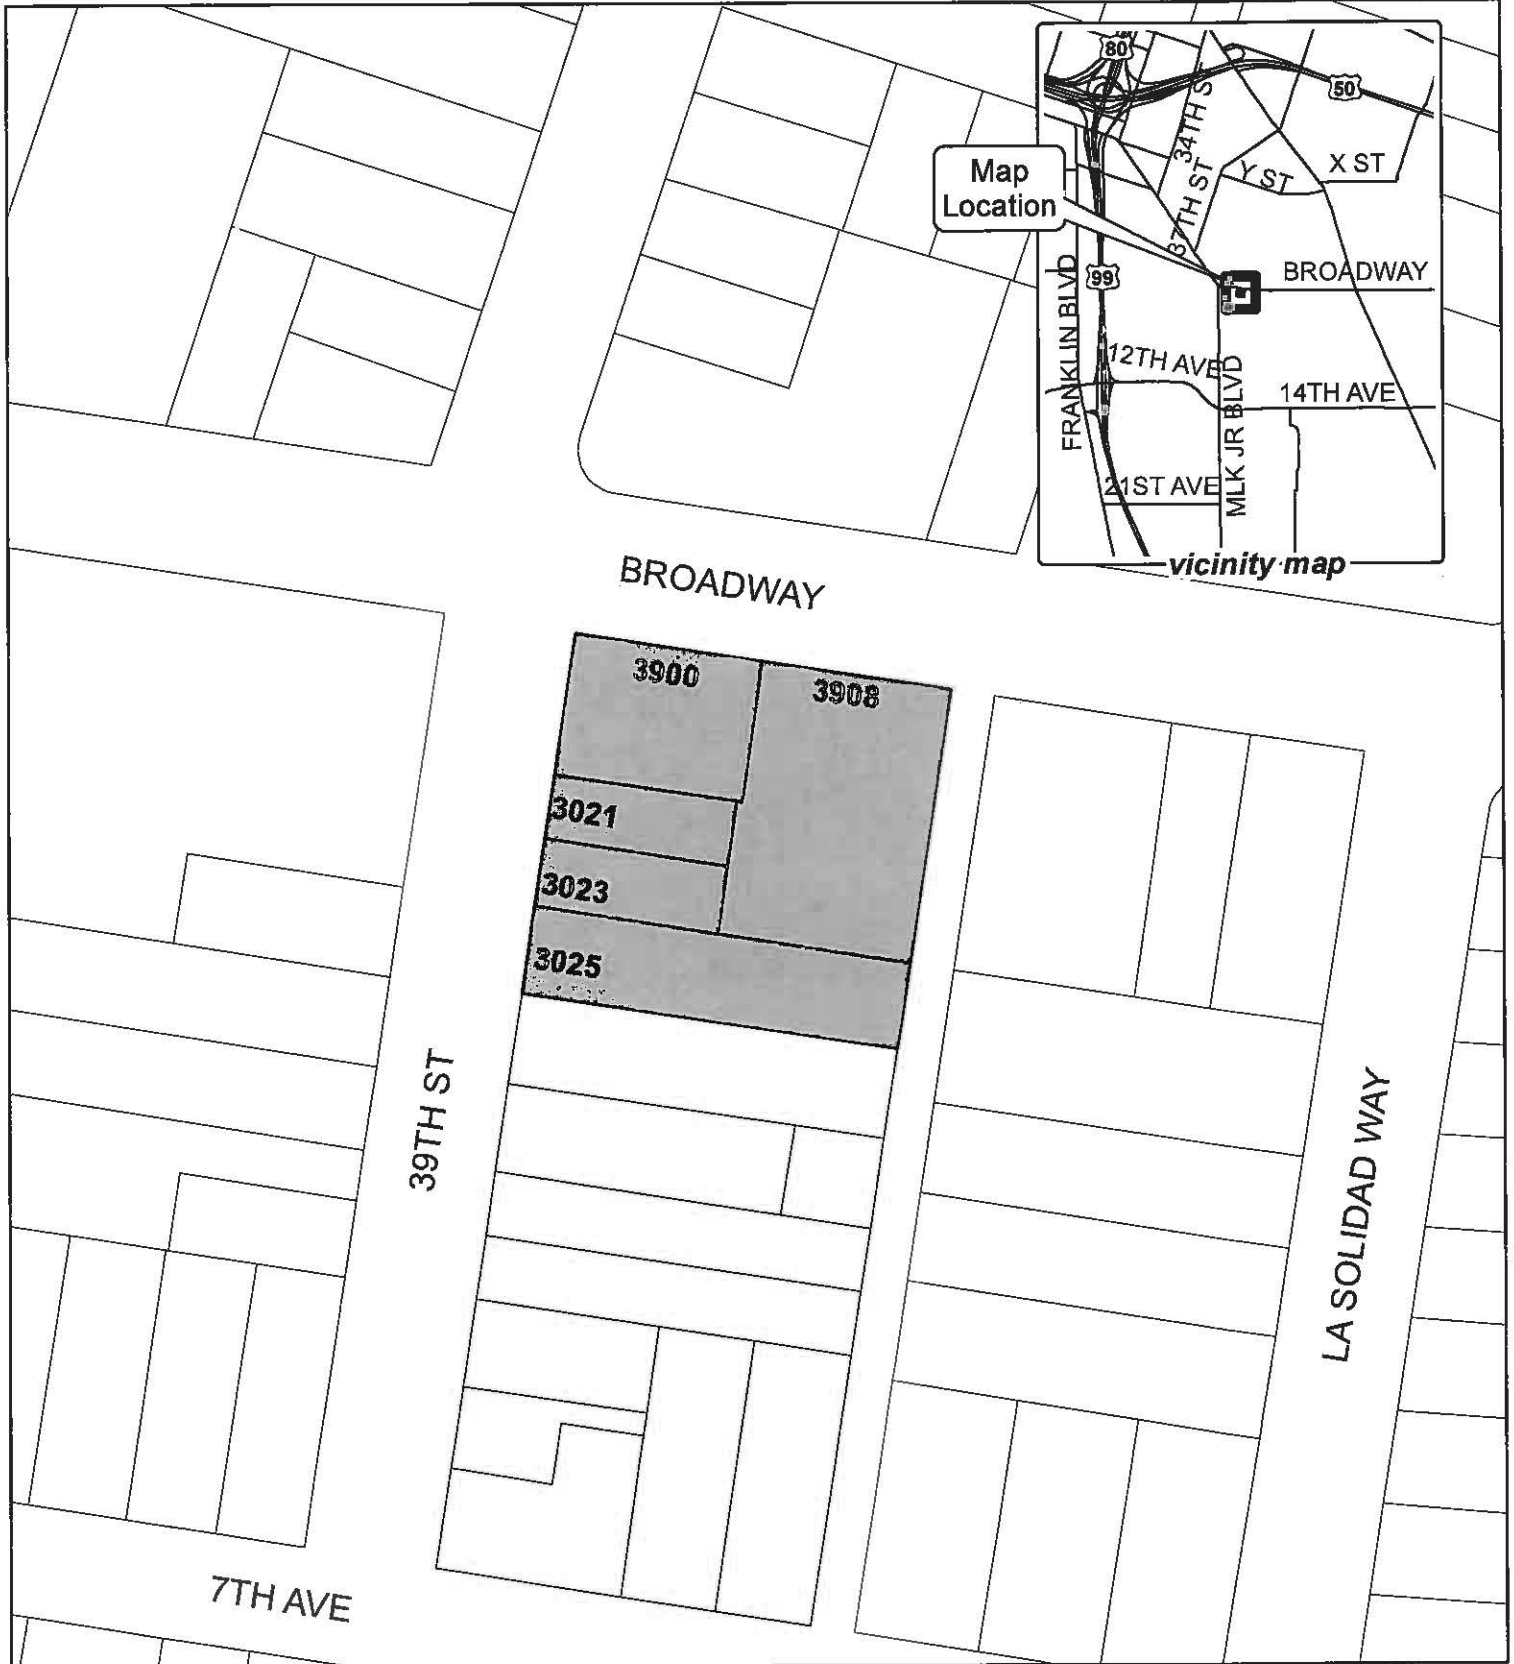 80
50
34TH S
X ST
Y ST
Map
Location
37TH ST
BROADWAY
99
FRANKLIN BLVD
12TH AVE
14TH AVE
MLK JR BLVD
21ST AVE
vicinity map
BROADWAY
3900
3908
3021
3023
3025
39TH ST
LA SOLIDAD WAY
7TH AVE